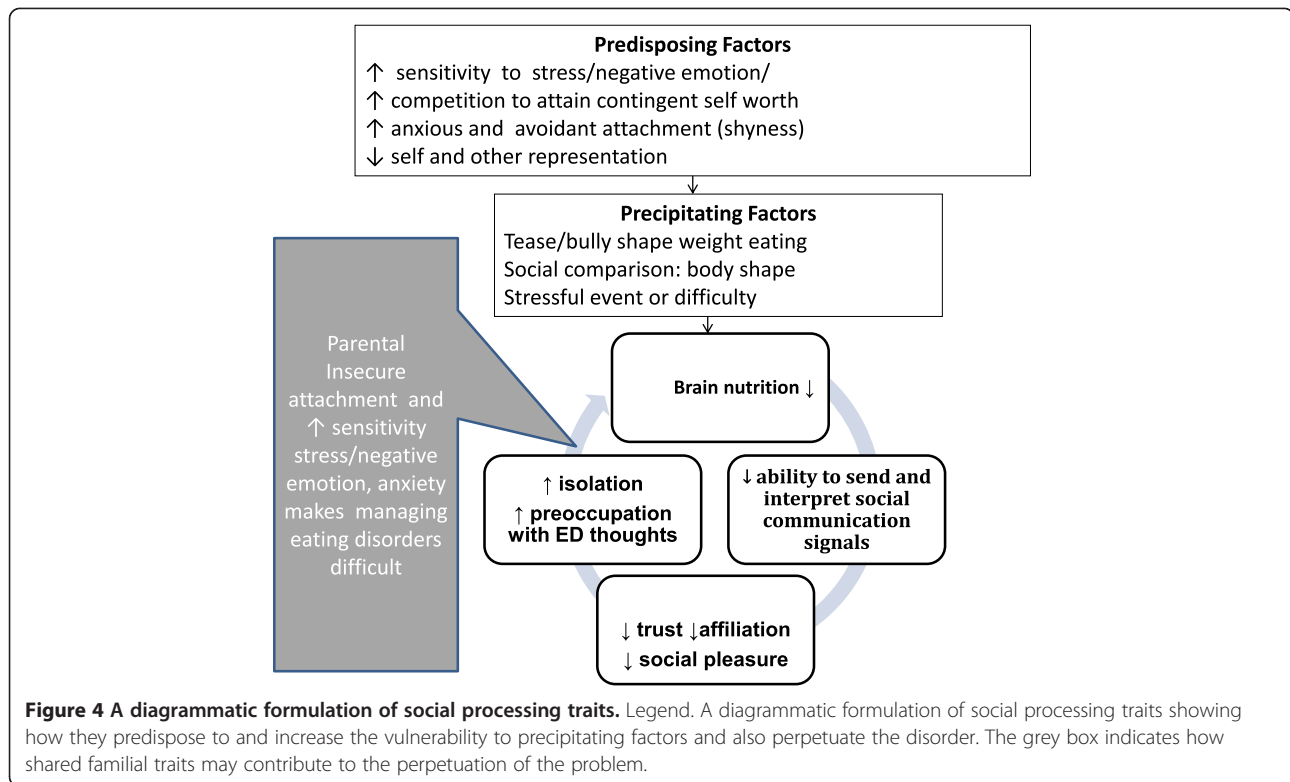 Predisposing Factors
↑ sensitivity to stress/negative emotion/
↑ competition to attain contingent self worth
↑ anxious and avoidant attachment (shyness)
↓ self and other representation
Precipitating Factors
Tease/bully shape weight eating
Social comparison: body shape
Stressful event or difficulty
Parental
Insecure
attachment and
↑ sensitivity
stress/negative
emotion, anxiety
makes managing
eating disorders
difficult
Brain nutrition ↓
↓ ability to send and
interpret social
communication
signals
↓ trust ↓affiliation
↓ social pleasure
↑ isolation
↑ preoccupation
with ED thoughts
Figure 4 A diagrammatic formulation of social processing traits. Legend. A diagrammatic formulation of social processing traits showing
how they predispose to and increase the vulnerability to precipitating factors and also perpetuate the disorder. The grey box indicates how
shared familial traits may contribute to the perpetuation of the problem.